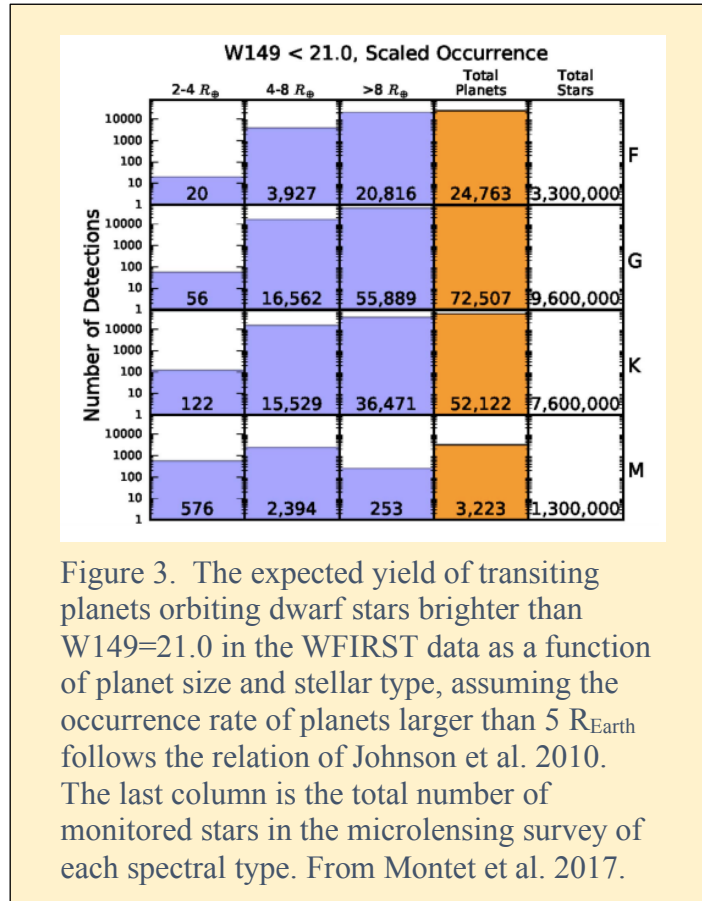 W149 < 21.0, Scaled Occurrence
2-4 R⊕ 4-8 R⊕ >8 R⊕ Total Planets Total Stars
Number of Detections
10000
1000
100
10
1
20 3,927 20,816 24,763 3,300,000
F
10000
1000
100
10
1
56 16,562 55,889 72,507 9,600,000
G
10000
1000
100
10
1
122 15,529 36,471 52,122 7,600,000
K
10000
1000
100
10
1
576 2,394 253 3,223 1,300,000
M
Figure 3. The expected yield of transiting
planets orbiting dwarf stars brighter than
W149=21.0 in the WFIRST data as a function
of planet size and stellar type, assuming the
occurrence rate of planets larger than 5 R_Earth
follows the relation of Johnson et al. 2010.
The last column is the total number of
monitored stars in the microlensing survey of
each spectral type. From Montet et al. 2017.